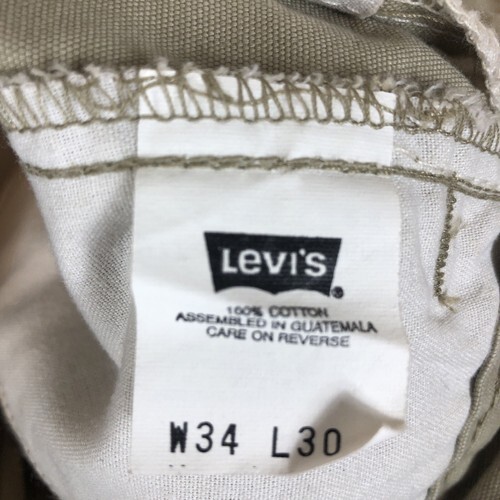 Levi's®
100% COTTON
ASSEMBLED IN GUATEMALA
CARE ON REVERSE
W34 L30